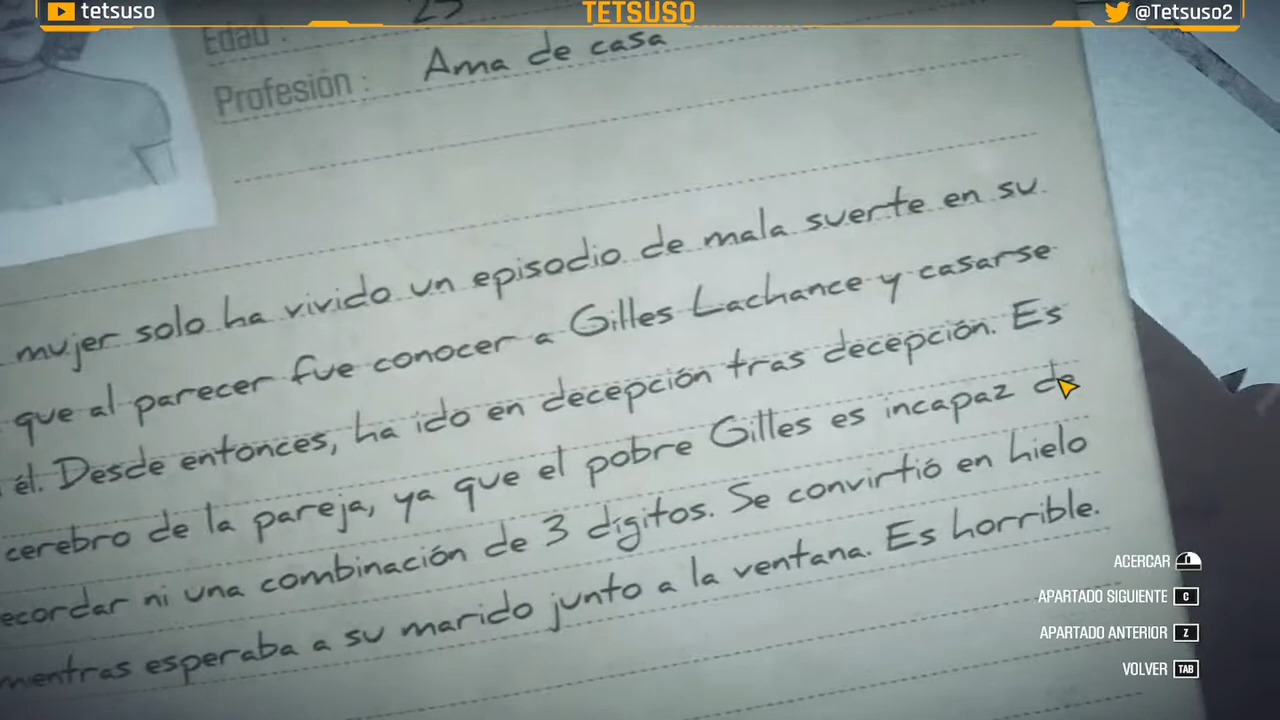 tetsuso
TETSUSO
@Tetsuso2
Edad :
Profesión : Ama de casa
mujer solo ha vivido un episodio de mala suerte en su
que al parecer fue conocer a Gilles Lachance y casarse
él. Desde entonces, ha ido en decepción tras decepción. Es
cerebro de la pareja, ya que el pobre Gilles es incapaz de
ecordar ni una combinación de 3 dígitos. Se convirtió en hielo
mentras esperaba a su marido junto a la ventana. Es horrible.
ACERCAR
APARTADO SIGUIENTE C
APARTADO ANTERIOR Z
VOLVER TAB